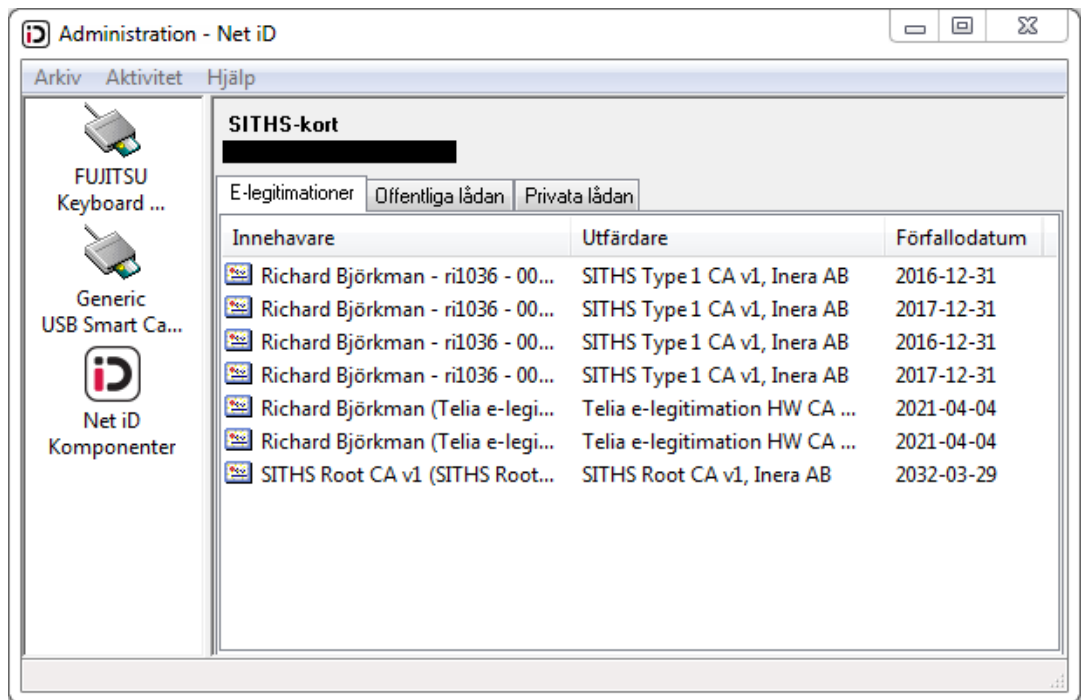 Administration - Net iD
Arkiv Aktivitet Hjälp
FUJITSU
Keyboard ...
Generic
USB Smart Ca...
Net iD
Komponenter
SITHS-kort
E-legitimationer Offentliga lådan Privata lådan
Innehavare Utfärdare Förfallodatum
Richard Björkman - ri1036 - 00... SITHS Type 1 CA v1, Inera AB 2016-12-31
Richard Björkman - ri1036 - 00... SITHS Type 1 CA v1, Inera AB 2017-12-31
Richard Björkman - ri1036 - 00... SITHS Type 1 CA v1, Inera AB 2016-12-31
Richard Björkman - ri1036 - 00... SITHS Type 1 CA v1, Inera AB 2017-12-31
Richard Björkman (Telia e-legi... Telia e-legitimation HW CA ... 2021-04-04
Richard Björkman (Telia e-legi... Telia e-legitimation HW CA ... 2021-04-04
SITHS Root CA v1 (SITHS Root... SITHS Root CA v1, Inera AB 2032-03-29